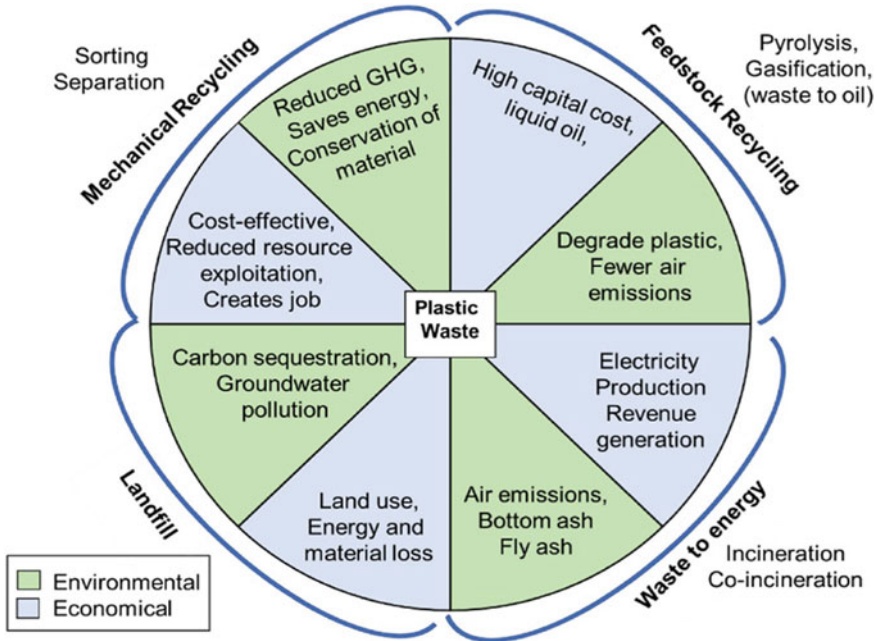 Sorting
Separation
Mechanical Recycling
Reduced GHG,
Saves energy,
Conservation of
material
High capital cost,
liquid oil,
Feedstock Recycling
Pyrolysis,
Gasification,
(waste to oil)
Cost-effective,
Reduced resource
exploitation,
Creates job
Degrade plastic,
Fewer air
emissions
Plastic
Waste
Carbon sequestration,
Groundwater
pollution
Electricity
Production
Revenue
generation
Landfill
Land use,
Energy and
material loss
Air emissions,
Bottom ash
Fly ash
Waste to energy
Incineration
Co-incineration
Environmental
Economical